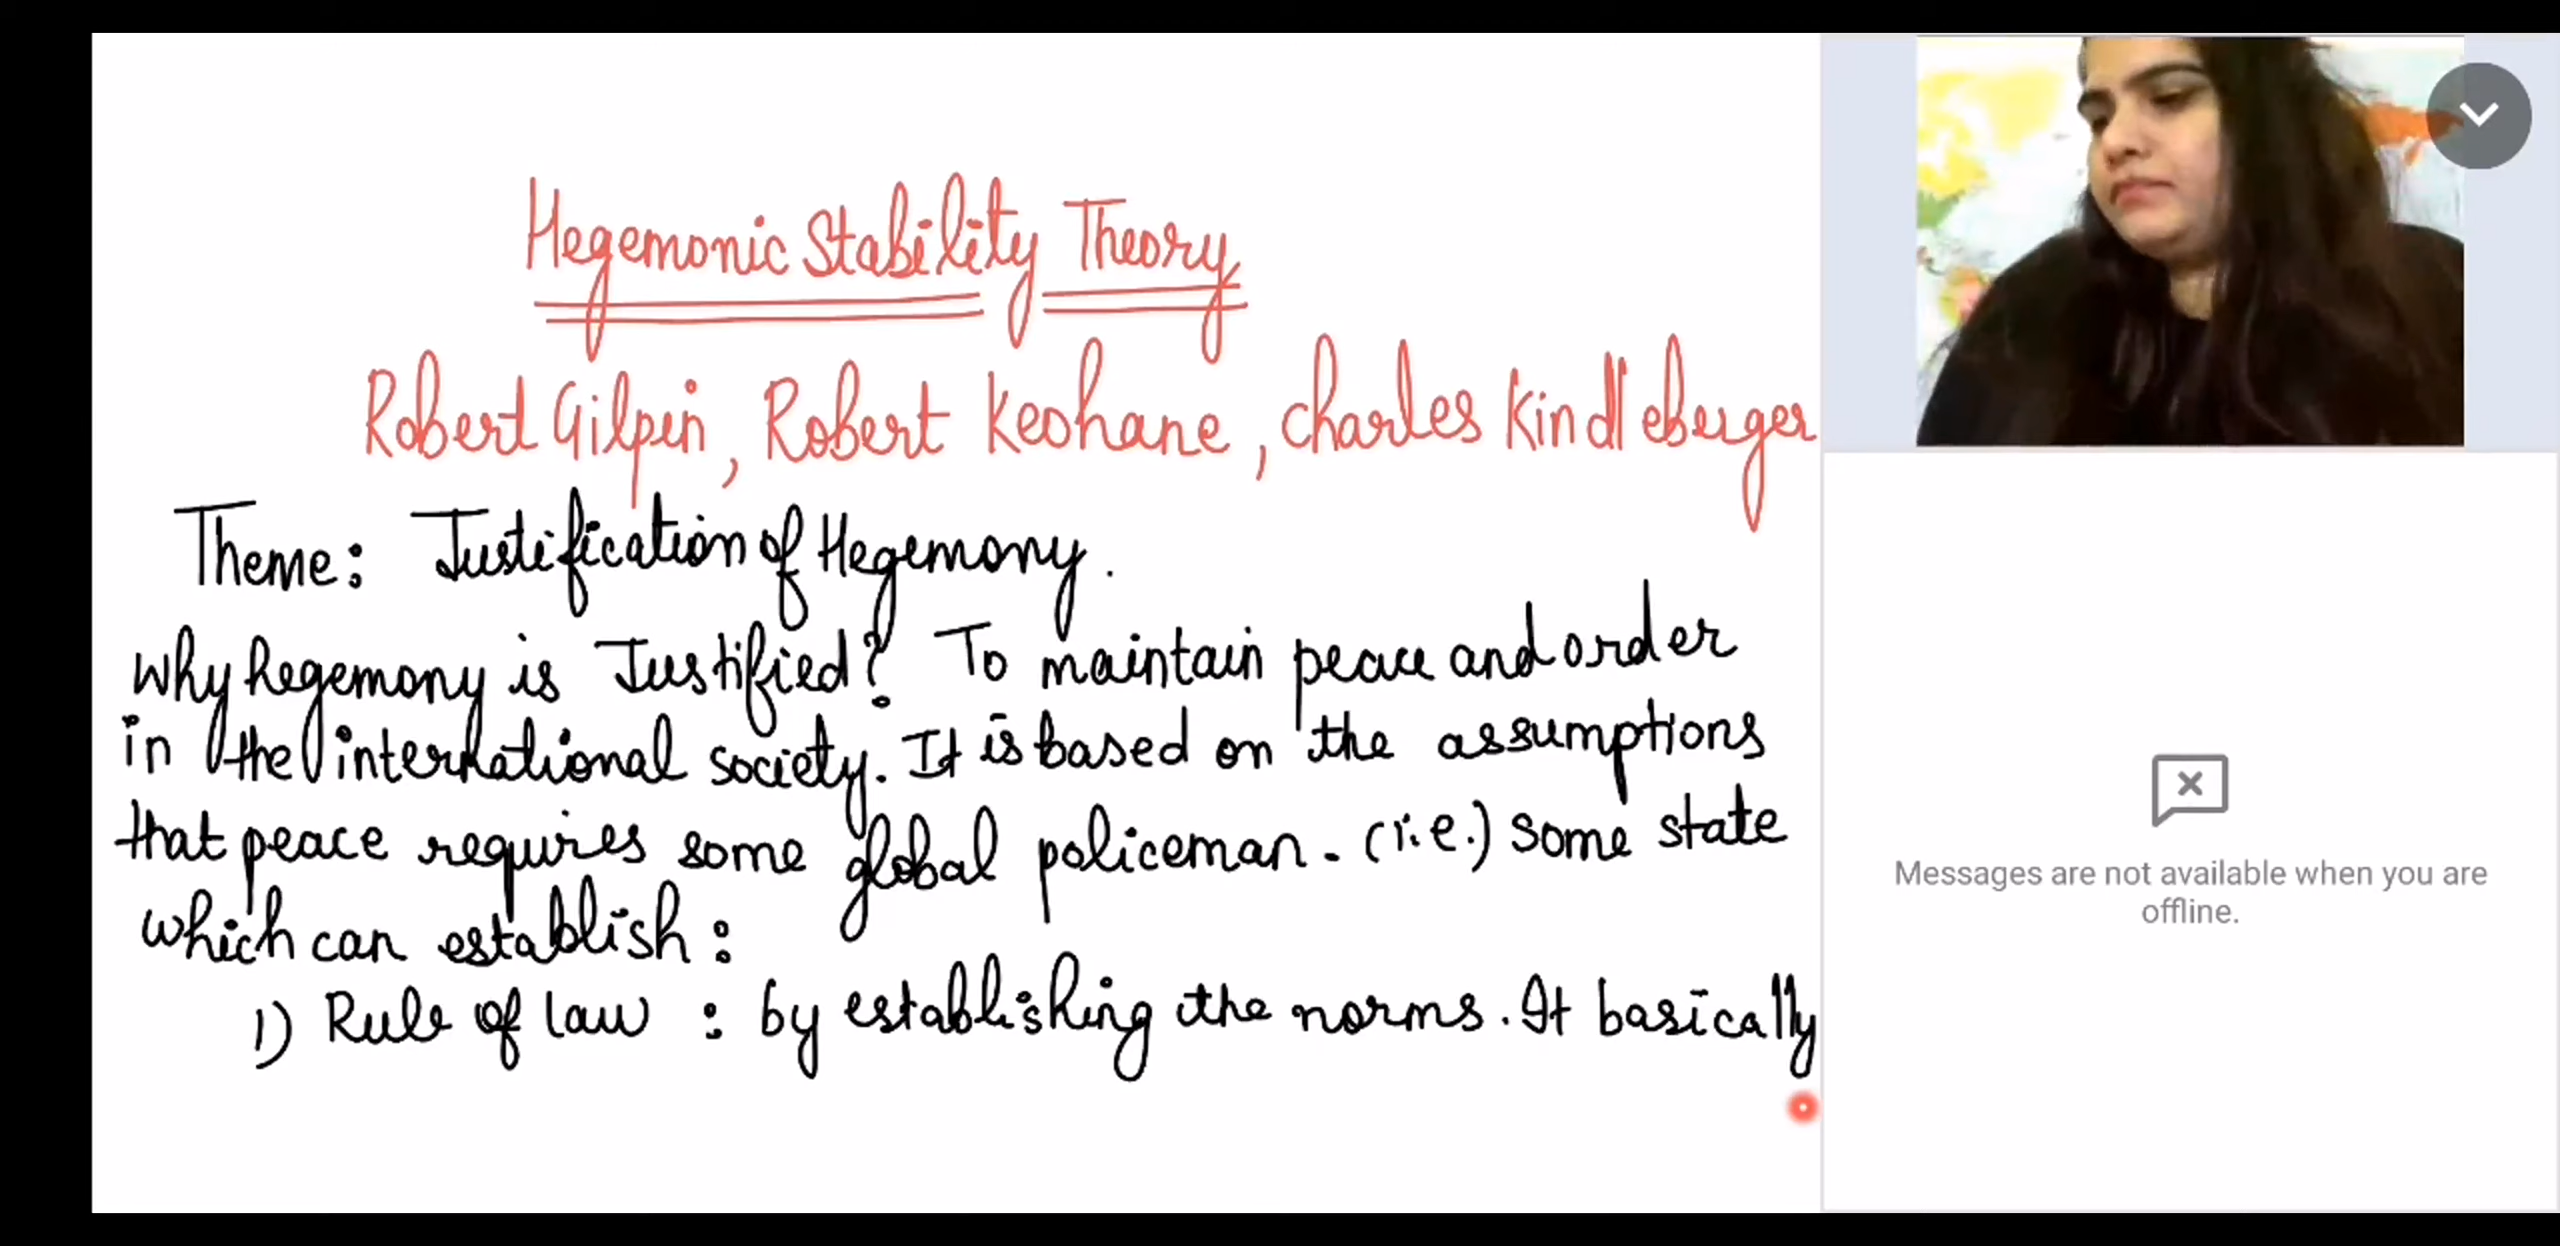 Hegemonic Stability Theory
Robert Gilpin, Robert Keohane, Charles Kindleberger
Theme: Justification of Hegemony.
Why hegemony is Justified? To maintain peace and order
in the international society. It is based on the assumptions
that peace requires some global policeman. (i.e.) some state
which can establish:
1) Rule of law : by establishing the norms. It basically
Messages are not available when you are
offline.